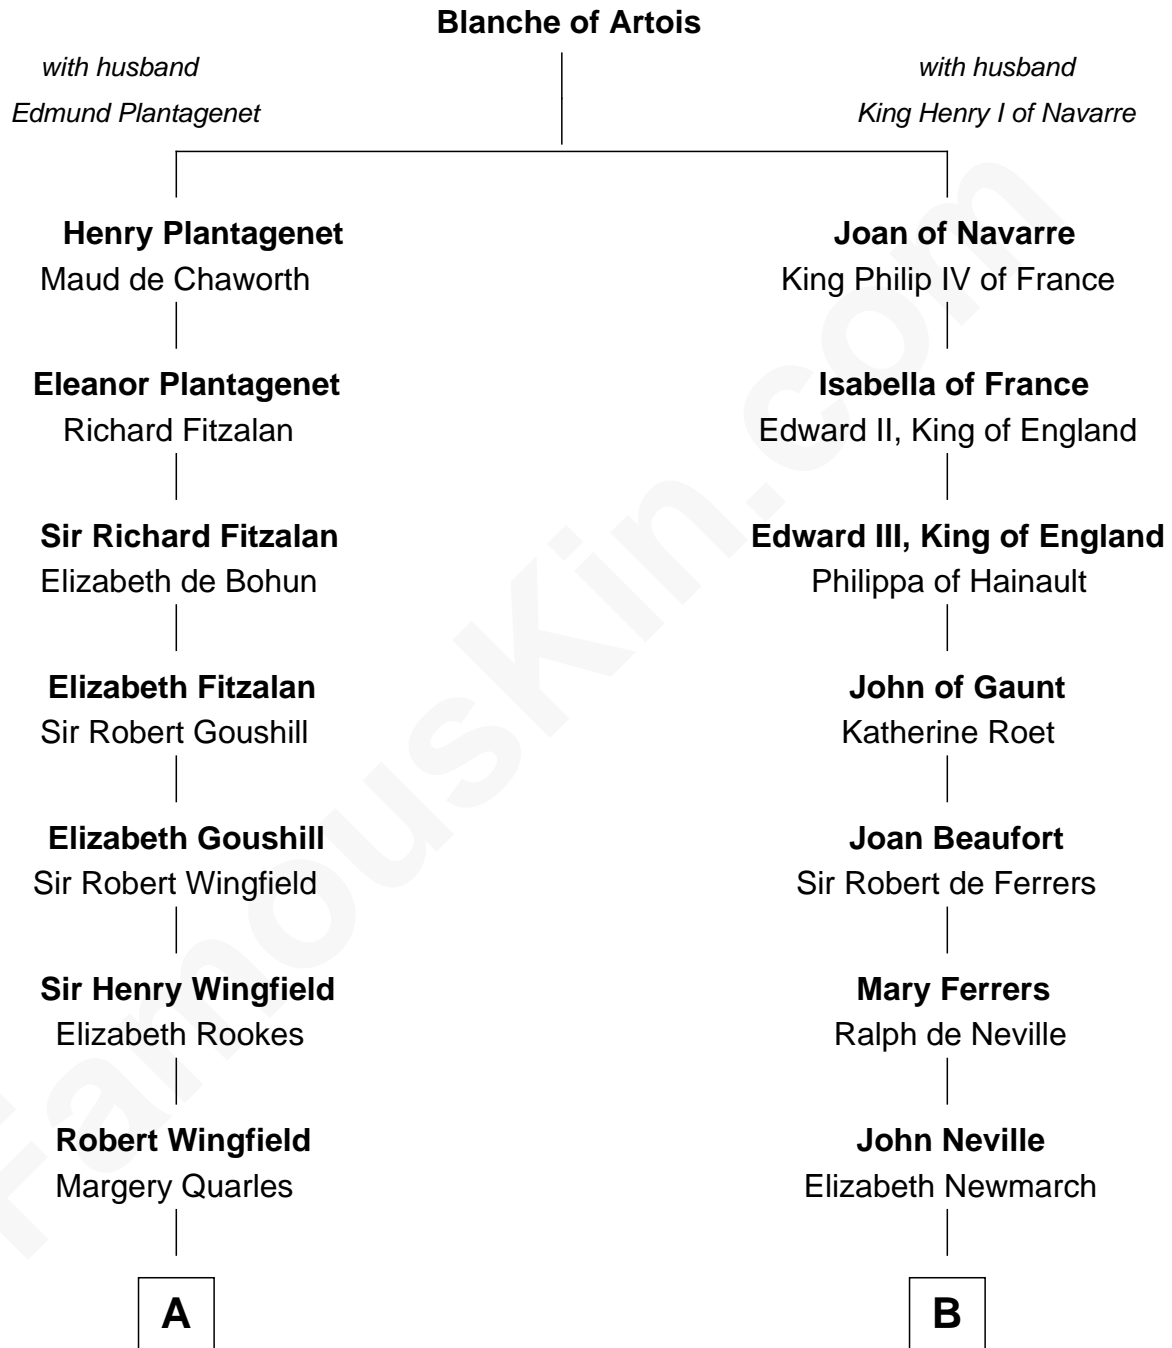 Blanche of Artois
with husband
Edmund Plantagenet
with husband
King Henry I of Navarre
Henry Plantagenet
Maud de Chaworth
Joan of Navarre
King Philip IV of France
Eleanor Plantagenet
Richard Fitzalan
Isabella of France
Edward II, King of England
Sir Richard Fitzalan
Elizabeth de Bohun
Edward III, King of England
Philippa of Hainault
Elizabeth Fitzalan
Sir Robert Goushill
John of Gaunt
Katherine Roet
Elizabeth Goushill
Sir Robert Wingfield
Joan Beaufort
Sir Robert de Ferrers
Sir Henry Wingfield
Elizabeth Rookes
Mary Ferrers
Ralph de Neville
Robert Wingfield
Margery Quarles
John Neville
Elizabeth Newmarch
A
B
FamousKin.com